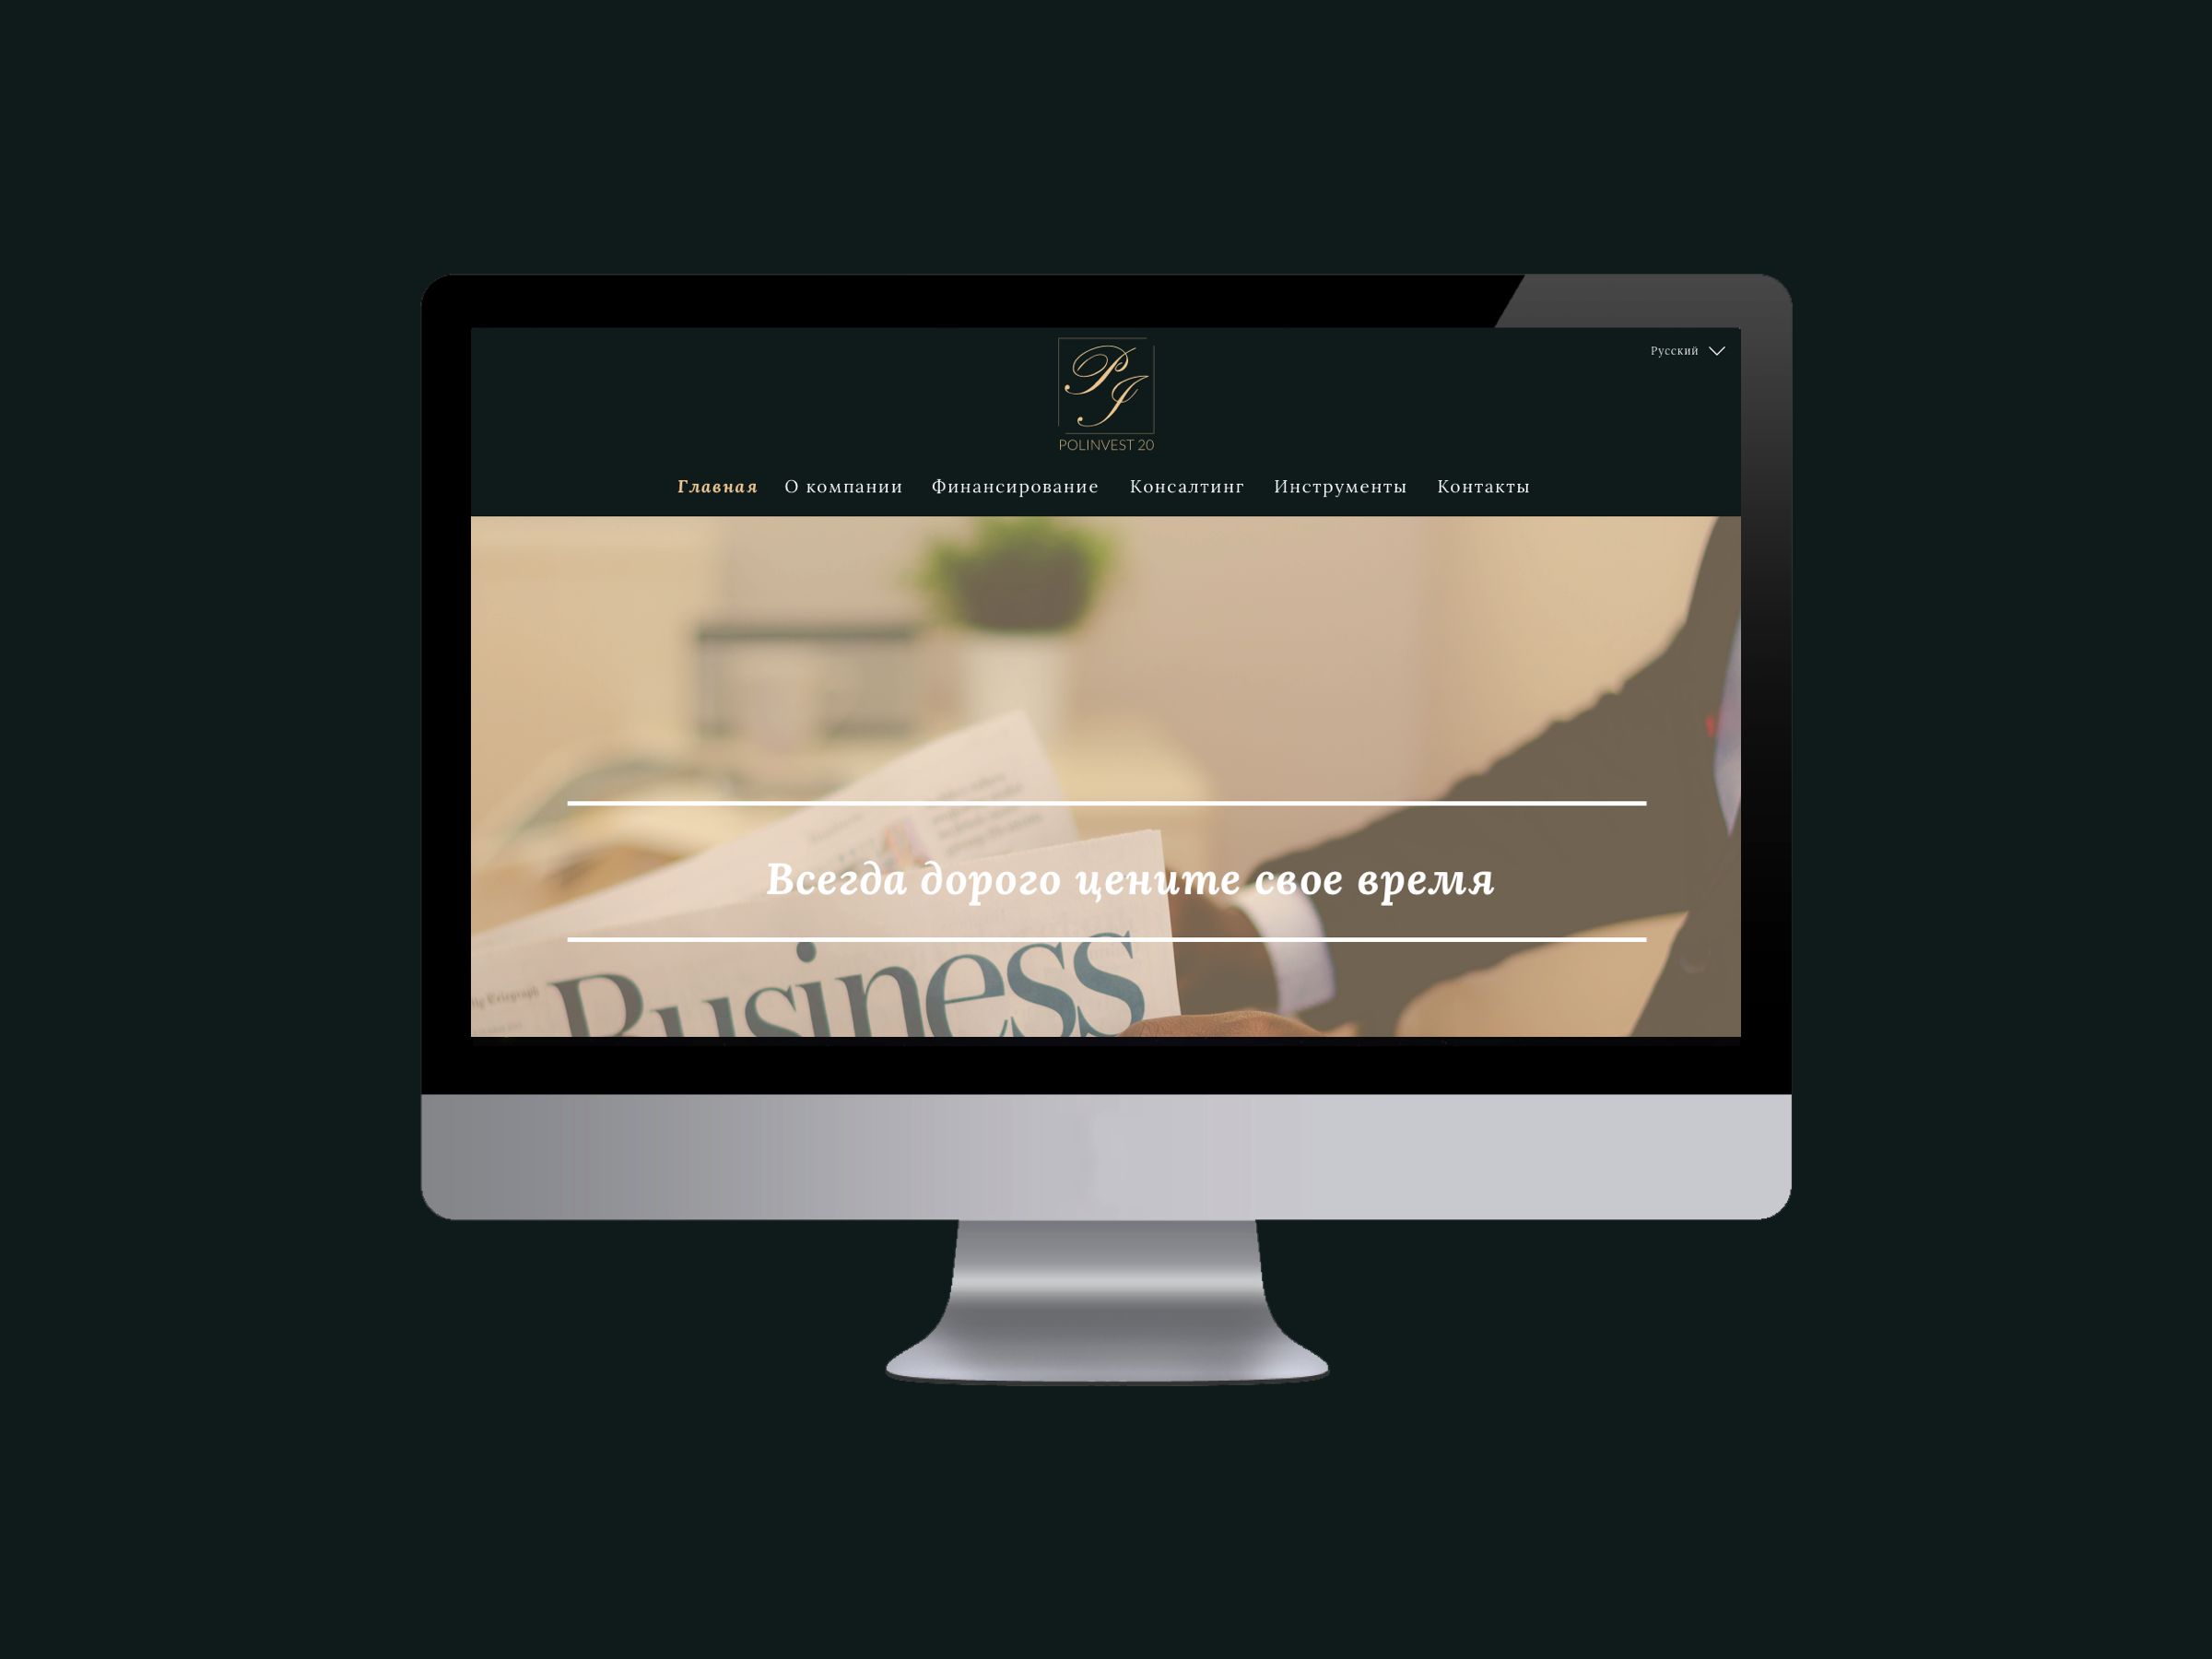 Русский
PI
POLINVEST 20
Главная О компании Финансирование Консалтинг Инструменты Контакты
Всегда дорого цените свое время
Business